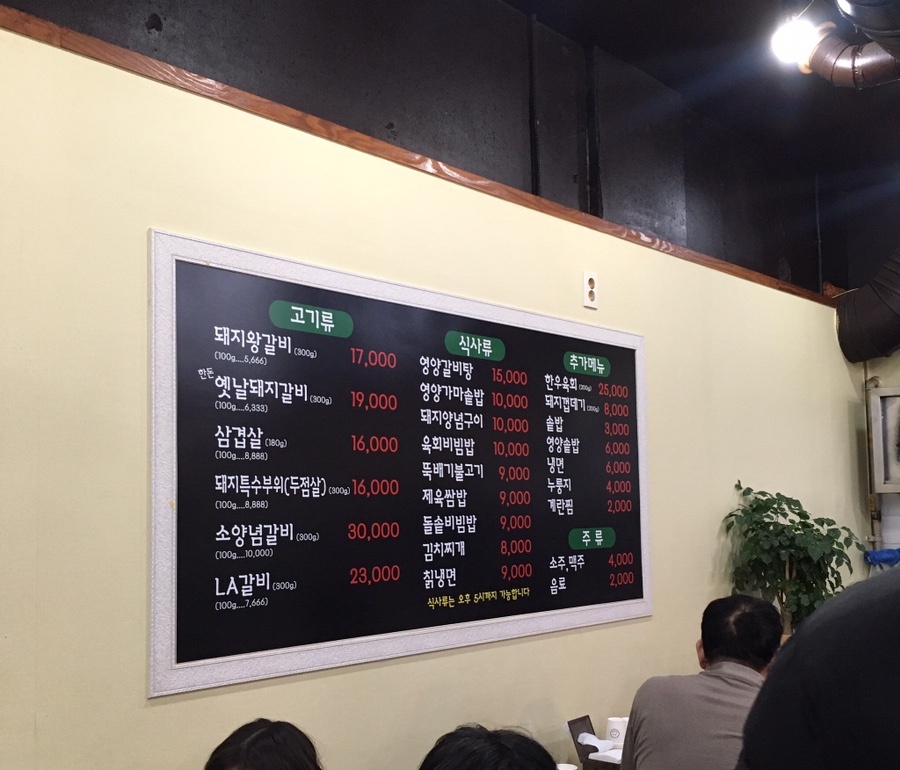 고기류
돼지왕갈비 (300g) 17,000
(100g....5,666)
한돈 옛날돼지갈비 (300g) 19,000
(100g....6,333)
삼겹살 (180g) 16,000
(100g....8,888)
돼지특수부위(두점살) (300g) 16,000
(100g....8,888)
소양념갈비 (300g) 30,000
(100g....10,000)
LA갈비 (300g) 23,000
(100g....7,666)
식사류
영양갈비탕 15,000
영양가마솥밥 10,000
돼지양념구이 10,000
육회비빔밥 10,000
뚝배기불고기 9,000
제육쌈밥 9,000
돌솥비빔밥 9,000
김치찌개 8,000
칡냉면 9,000
식사류는 오후 5시까지 가능합니다
추가메뉴
한우육회 (300g) 25,000
돼지껍데기 (200g) 8,000
솥밥 3,000
영양솥밥 6,000
냉면 6,000
누룽지 4,000
계란찜 2,000
주 류
소주,맥주 4,000
음료 2,000